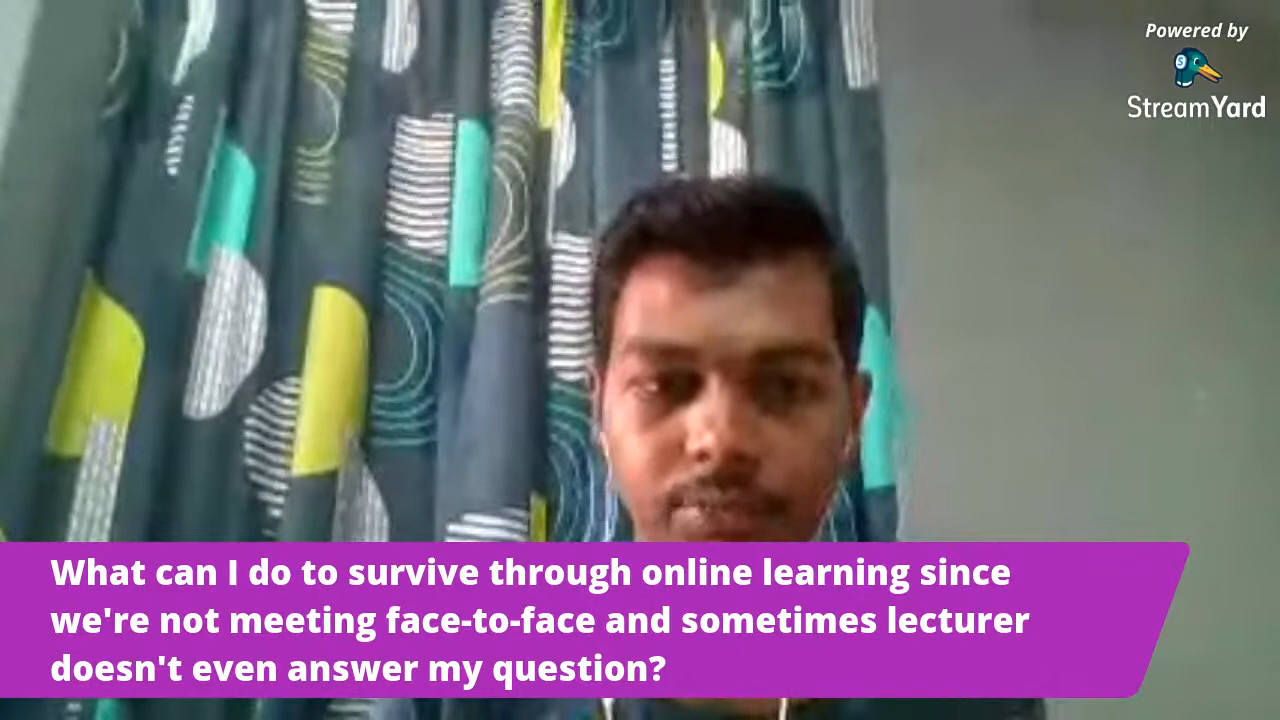 Powered by
StreamYard
What can I do to survive through online learning since
we're not meeting face-to-face and sometimes lecturer
doesn't even answer my question?